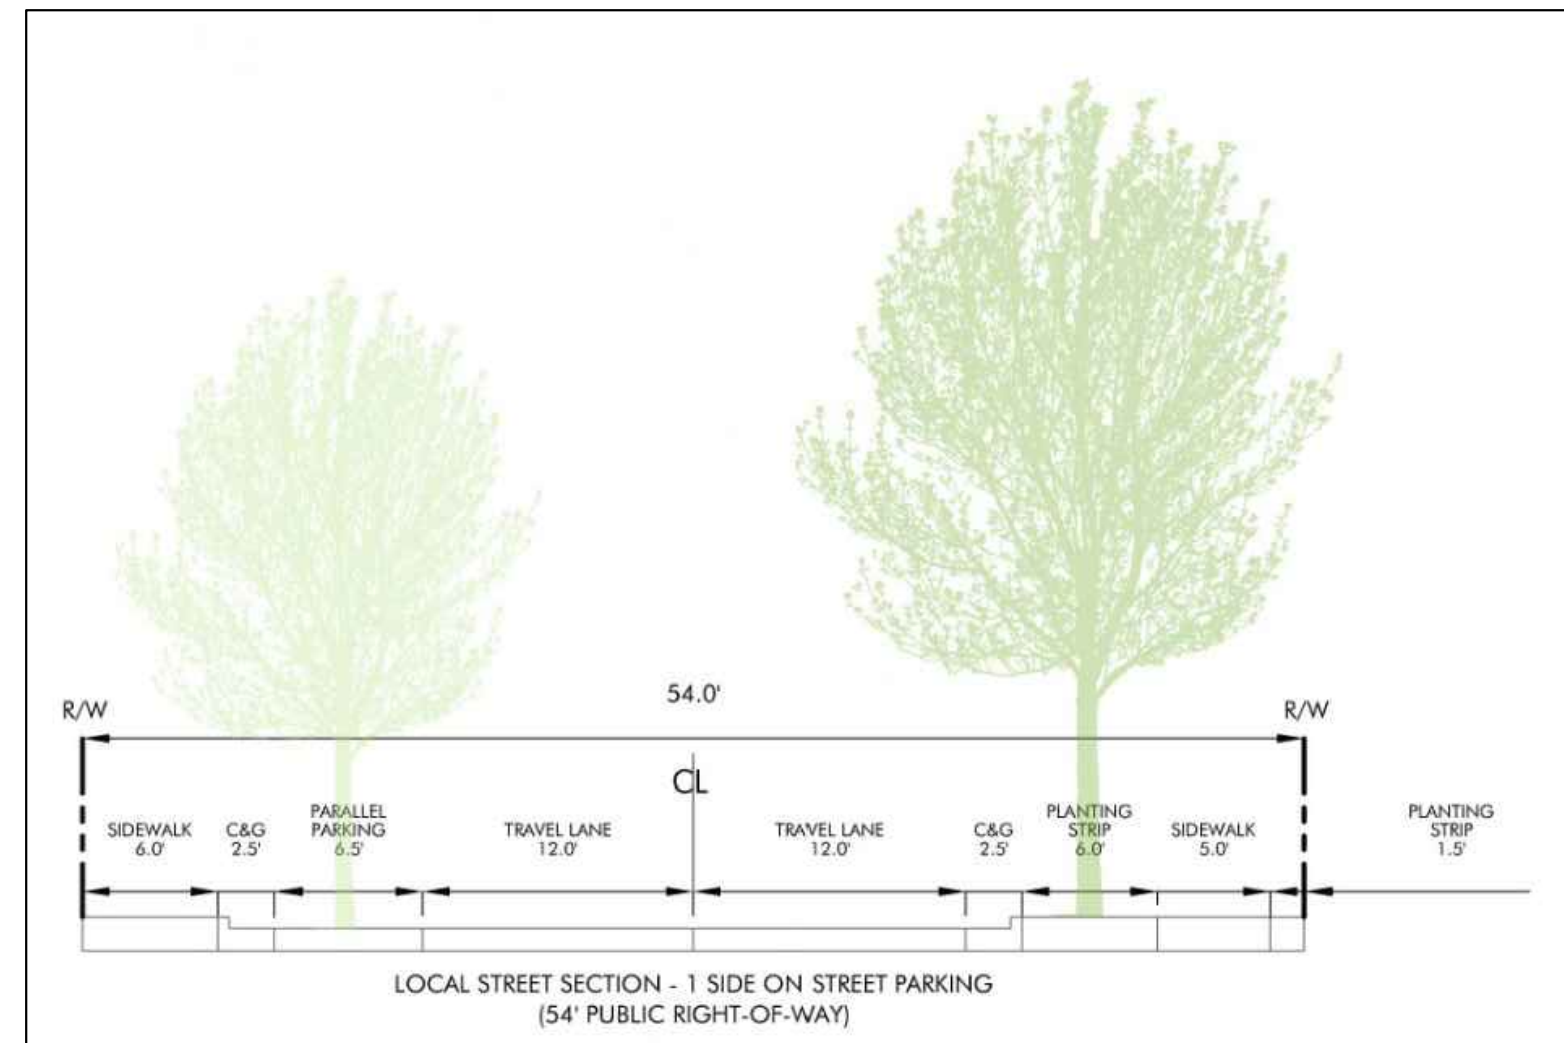 54.0'
R/W
R/W
CL
SIDEWALK
6.0'
C&G
2.5'
PARALLEL
PARKING
6.5'
TRAVEL LANE
12.0'
TRAVEL LANE
12.0'
C&G
2.5'
PLANTING
STRIP
6.0'
SIDEWALK
5.0'
PLANTING
STRIP
1.5'
LOCAL STREET SECTION - 1 SIDE ON STREET PARKING
(54' PUBLIC RIGHT-OF-WAY)